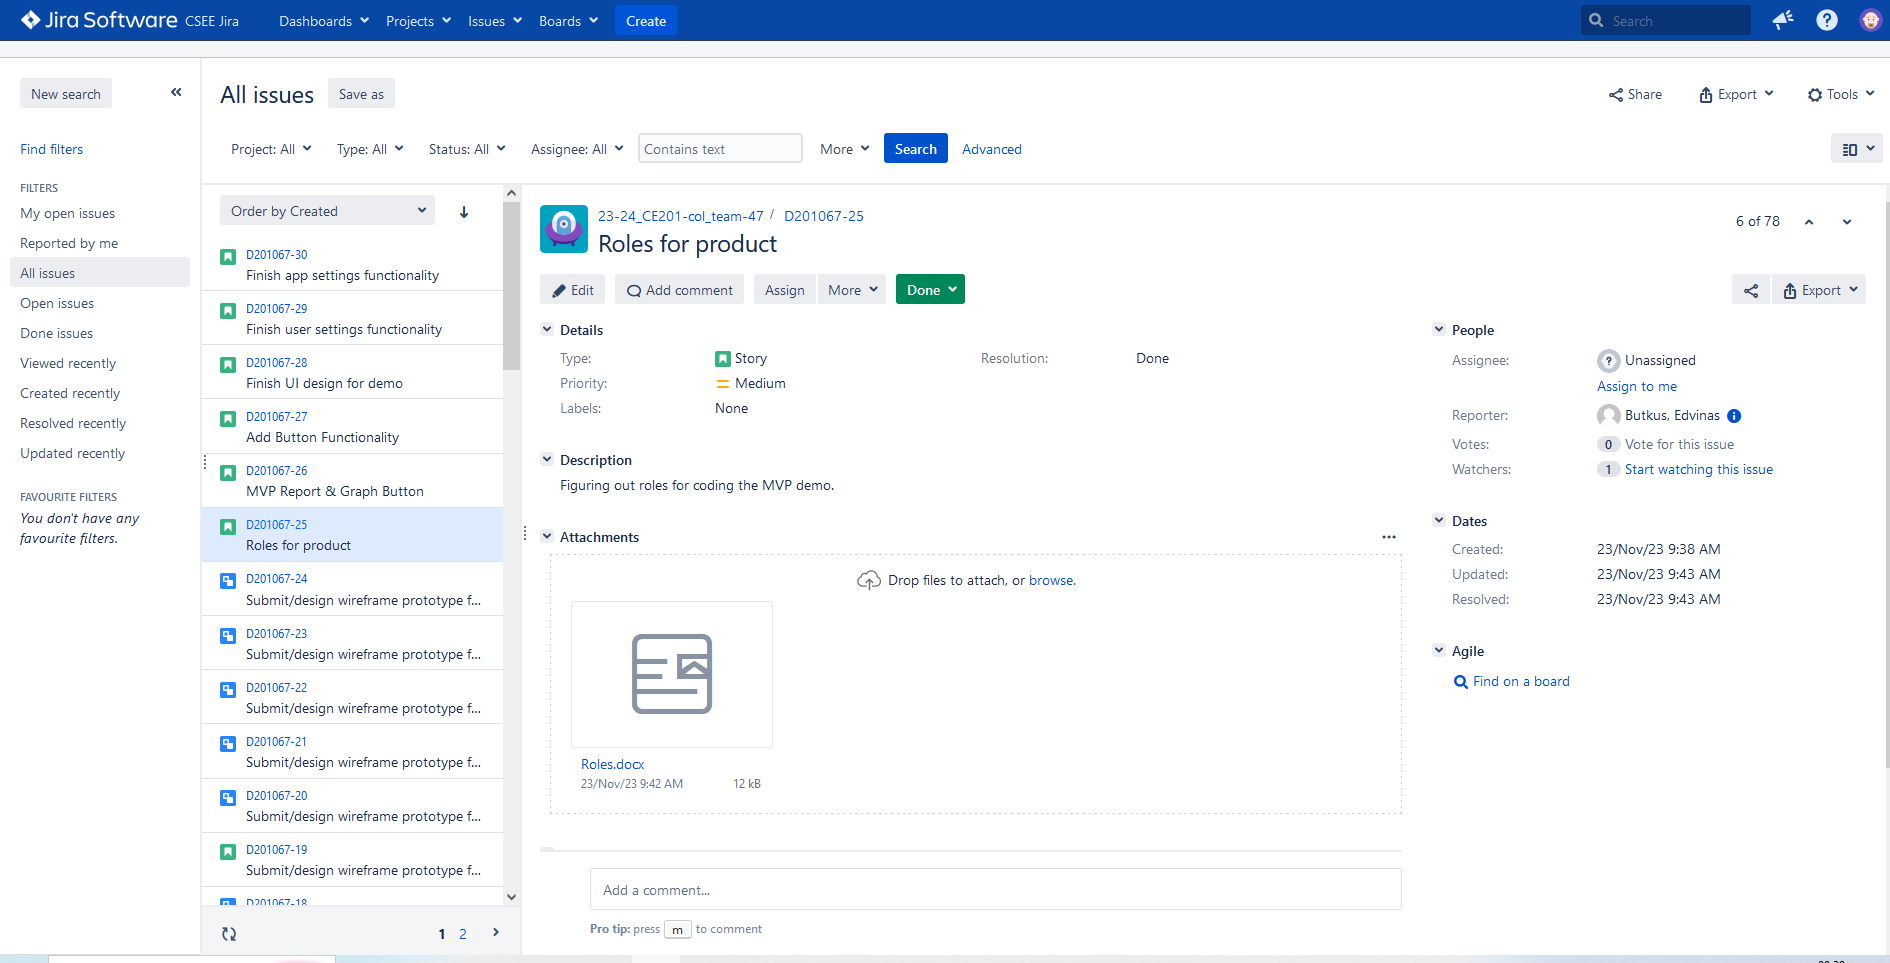 Jira Software CSEE Jira Dashboards Projects Issues Boards Create Search
New search
Find filters
FILTERS
My open issues
Reported by me
All issues
Open issues
Done issues
Viewed recently
Created recently
Resolved recently
Updated recently
FAVOURITE FILTERS
You don't have any
favourite filters.
All issues Save as
Share Export Tools
Project: All Type: All Status: All Assignee: All Contains text More Search Advanced
Order by Created
D201067-30
Finish app settings functionality
D201067-29
Finish user settings functionality
D201067-28
Finish UI design for demo
D201067-27
Add Button Functionality
D201067-26
MVP Report & Graph Button
D201067-25
Roles for product
D201067-24
Submit/design wireframe prototype f...
D201067-23
Submit/design wireframe prototype f...
D201067-22
Submit/design wireframe prototype f...
D201067-21
Submit/design wireframe prototype f...
D201067-20
Submit/design wireframe prototype f...
D201067-19
Submit/design wireframe prototype f...
D201067-18
1 2
23-24_CE201-col_team-47 / D201067-25
Roles for product
6 of 78
Edit Add comment Assign More Done
Export
Details
Type: Story
Priority: Medium
Labels: None
Resolution: Done
Description
Figuring out roles for coding the MVP demo.
Attachments
Drop files to attach, or browse.
Roles.docx
23/Nov/23 9:42 AM 12 kB
Add a comment...
Pro tip: press m to comment
People
Assignee: Unassigned
Assign to me
Reporter: Butkus, Edvinas
Votes: 0 Vote for this issue
Watchers: 1 Start watching this issue
Dates
Created: 23/Nov/23 9:38 AM
Updated: 23/Nov/23 9:43 AM
Resolved: 23/Nov/23 9:43 AM
Agile
Find on a board